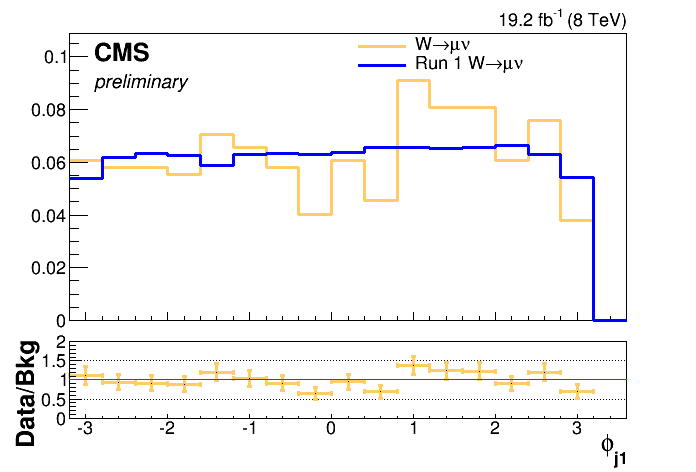 19.2 fb⁻¹ (8 TeV)
CMS
preliminary
W→μν
Run 1 W→μν
0.1
0.08
0.06
0.04
0.02
0
Data/Bkg
2
1.5
1
0.5
0
-3 -2 -1 0 1 2 3
ϕj1